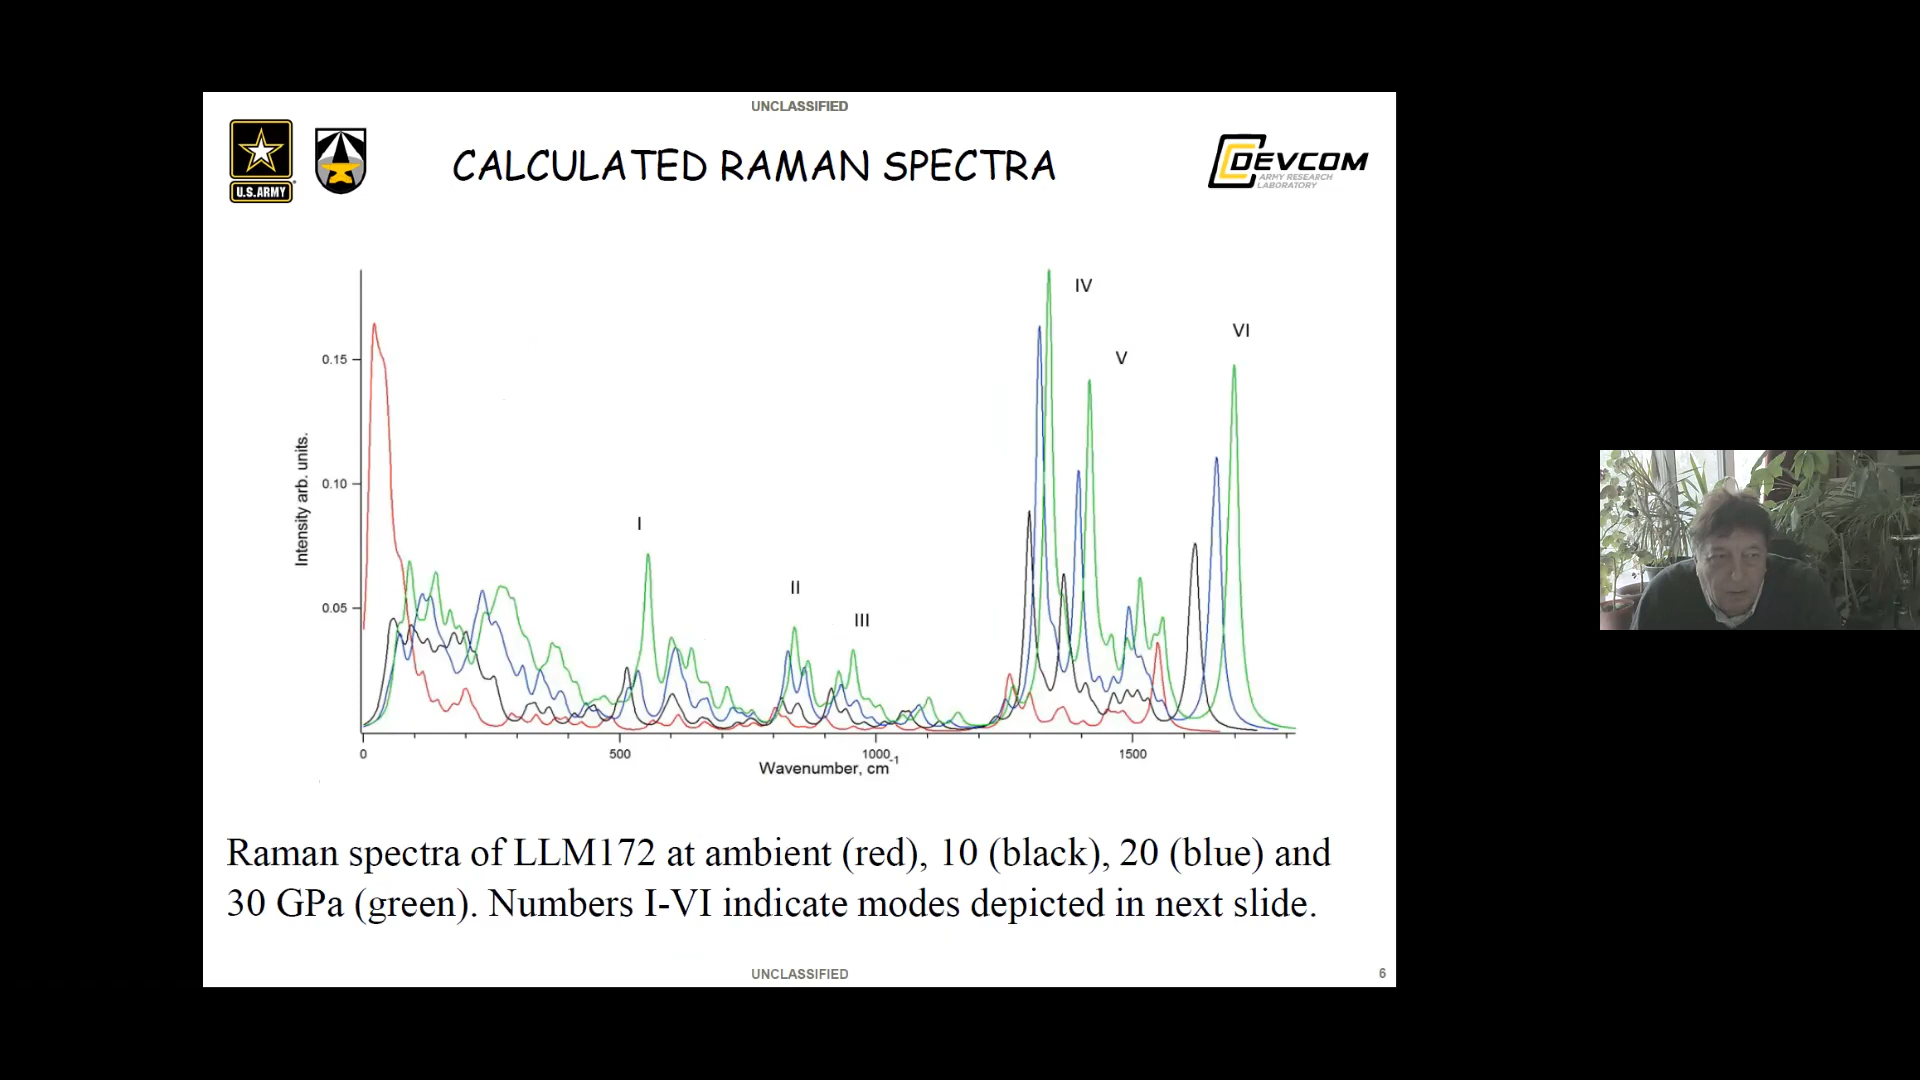 UNCLASSIFIED
U.S.ARMY
CALCULATED RAMAN SPECTRA
DEVCOM
ARMY RESEARCH
LABORATORY
IV
VI
V
0.15
Intensity arb. units.
0.10
I
II
0.05
III
0
500
1000
1500
Wavenumber, cm-1
Raman spectra of LLM172 at ambient (red), 10 (black), 20 (blue) and
30 GPa (green). Numbers I-VI indicate modes depicted in next slide.
UNCLASSIFIED
6